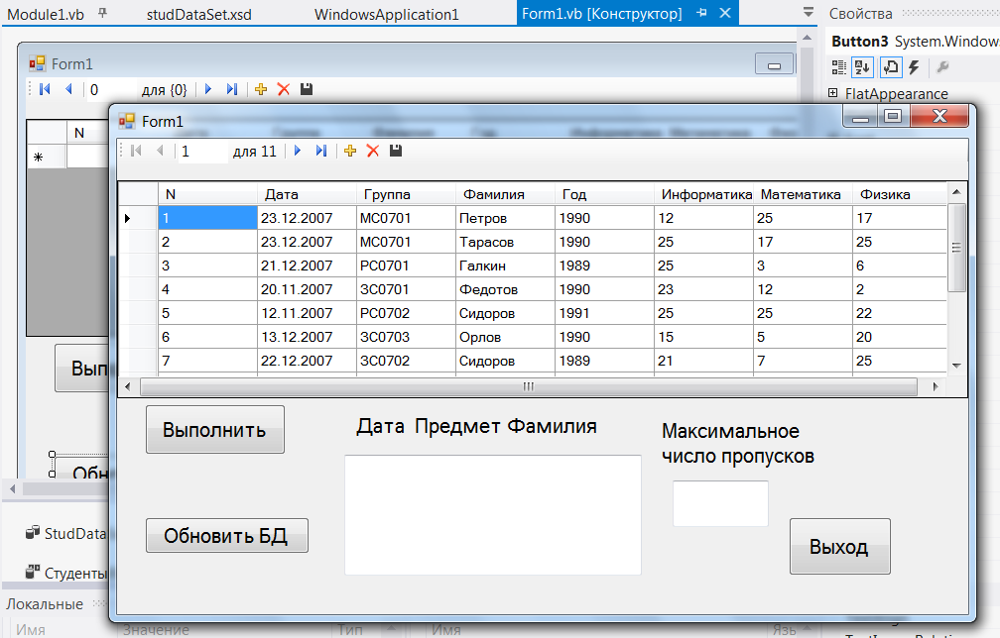 Module1.vb studDataSet.xsd WindowsApplication1 Form1.vb [Конструктор] Свойства
Button3 System.Windows
FlatAppearance
Form1
0 для {0}
N
Вып
Обн
Form1
1 для 11
N Дата Группа Фамилия Год Информатика Математика Физика
1 23.12.2007 МС0701 Петров 1990 12 25 17
2 23.12.2007 МС0701 Тарасов 1990 25 17 25
3 21.12.2007 РС0701 Галкин 1989 25 3 6
4 20.11.2007 ЗС0701 Федотов 1990 23 12 2
5 12.11.2007 РС0702 Сидоров 1991 25 25 22
6 13.12.2007 ЗС0703 Орлов 1990 15 5 20
7 22.12.2007 ЗС0702 Сидоров 1989 21 7 25
Выполнить
Дата Предмет Фамилия
Максимальное
число пропусков
Обновить БД
Выход
StudData
Студенты
Локальные
Имя Значение Тип Имя Язь